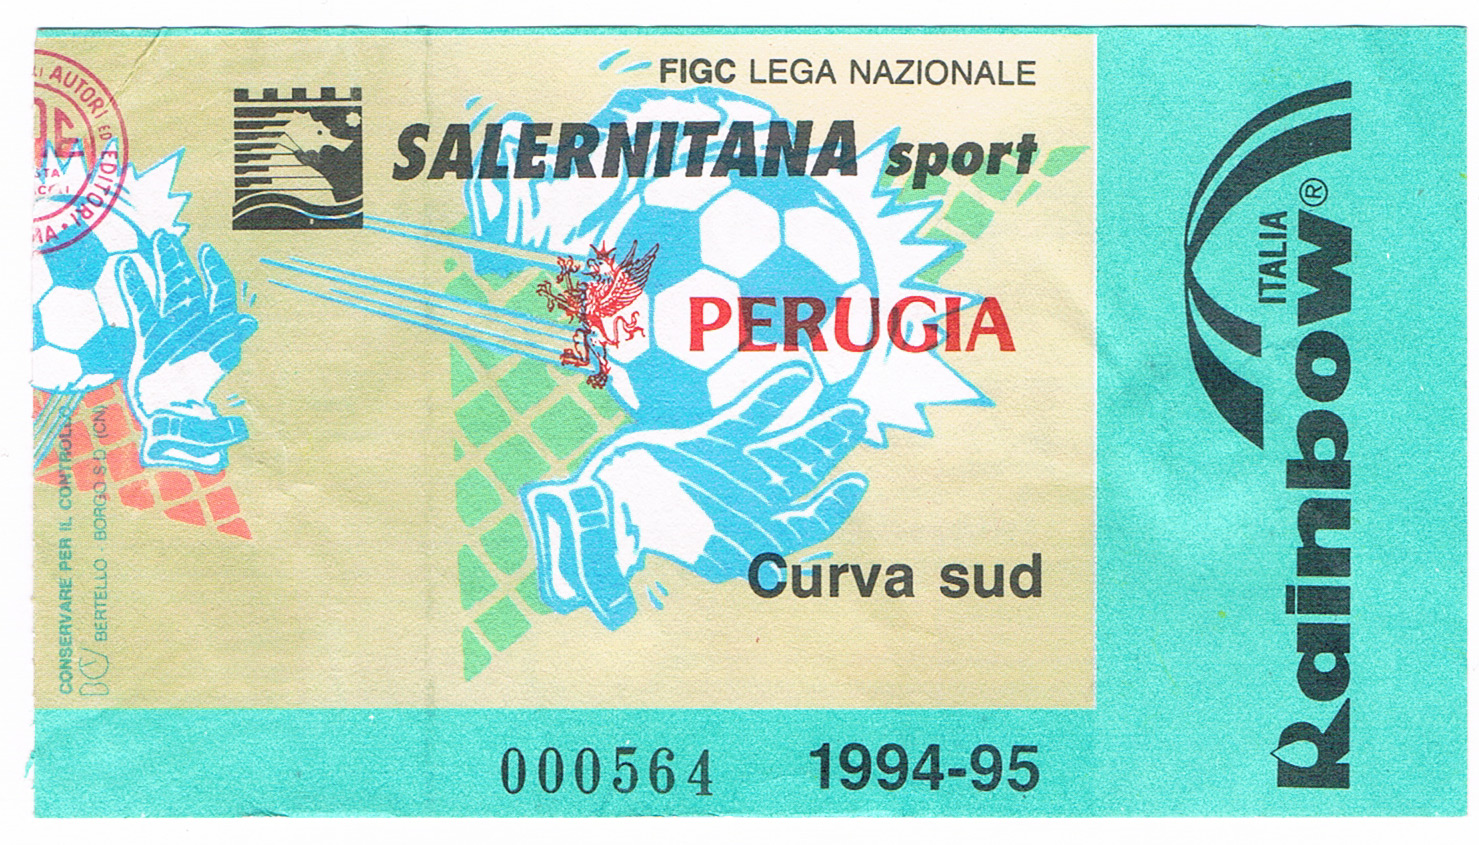 FIGC LEGA NAZIONALE
SALERNITANA sport
PERUGIA
Curva sud
000564 1994-95
ITALIA
Rainbow®
AUTORI ED EDITORI
CONSERVARE PER IL CONTROLLO
BERTELLO - BORGO S.D. (CN)